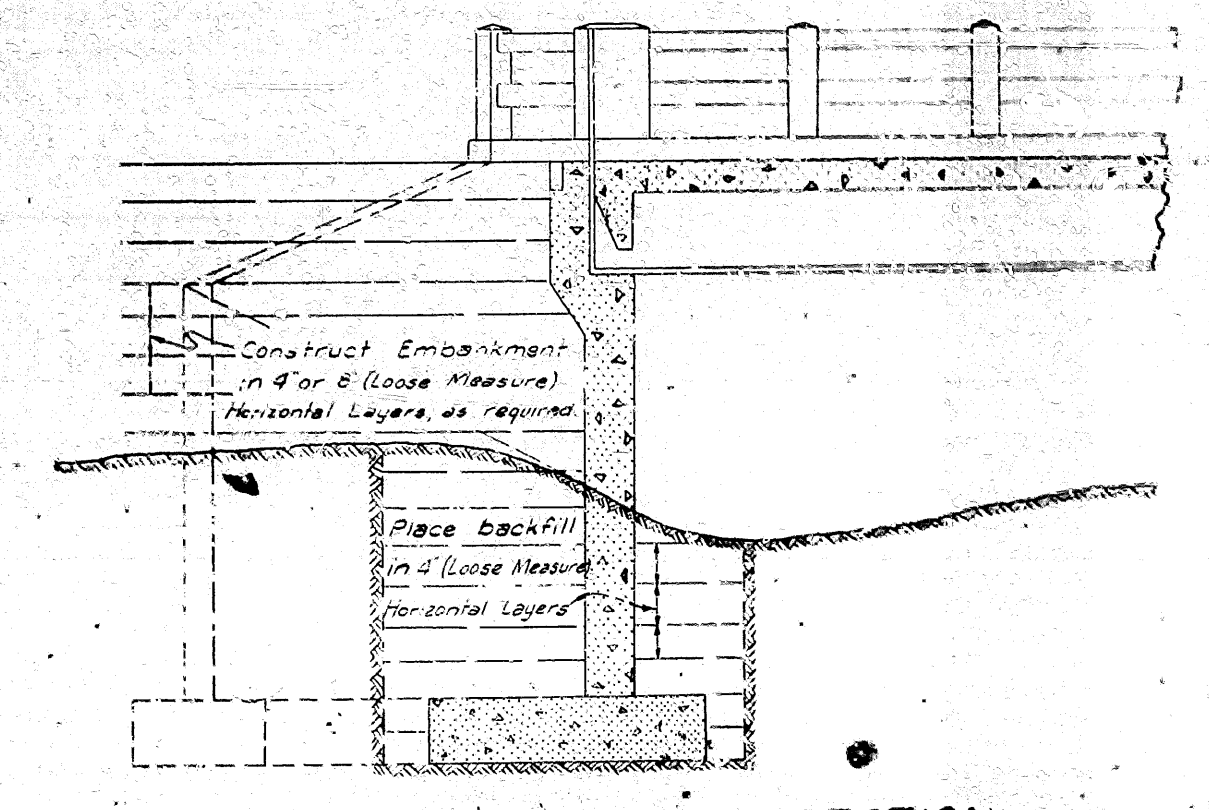 Construct Embankment
in 4" or 8" (Loose Measure)
Horizontal Layers, as required.
Place backfill
in 4" (Loose Measure)
Horizontal Layers